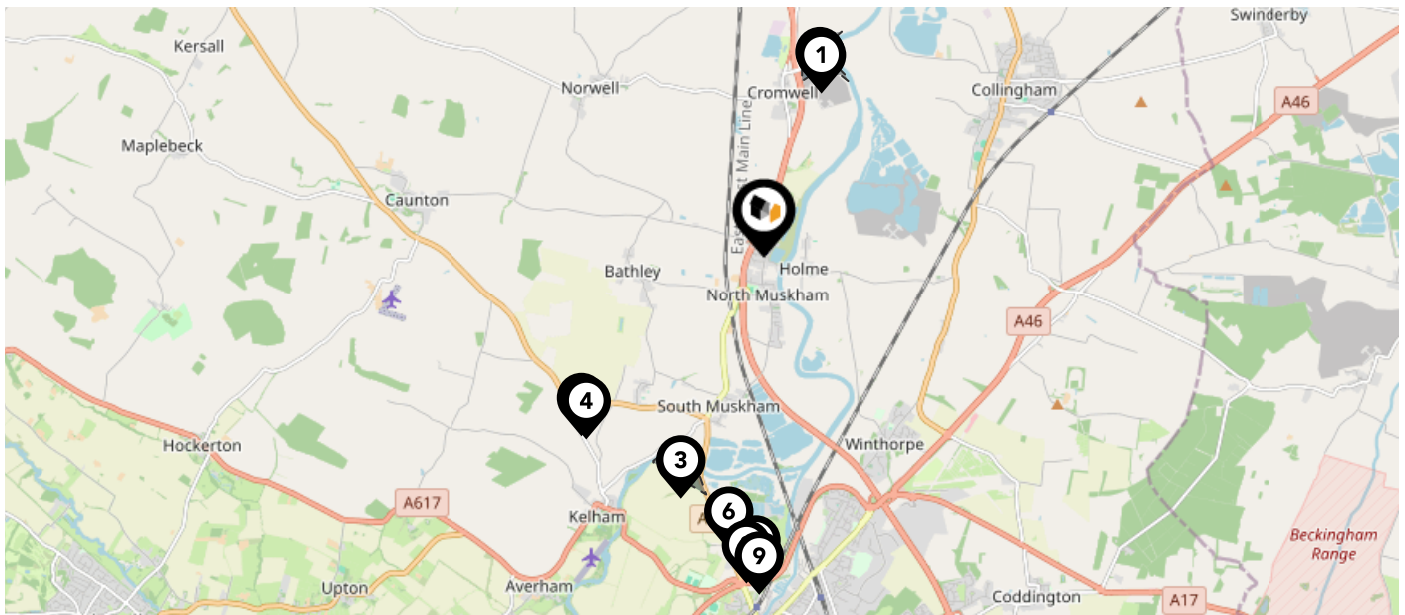 Swinderby
Kersall
1
Norwell
Cromwell
Collingham
A46
Maplebeck
East Main Line
Caunton
Bathley
Holme
North Muskham
A46
4
South Muskham
Hockerton
Winthorpe
3
A617
6
Kelham
A
9
Beckingham
Range
Upton
Averham
Coddington
A17